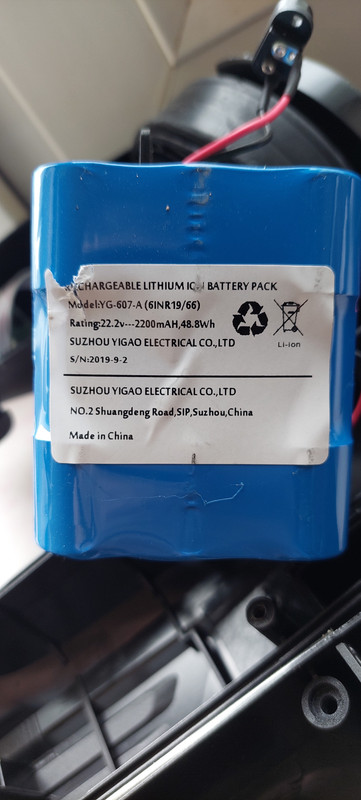 RECHARGEABLE LITHIUM ION BATTERY PACK
Model:YG-607-A (6INR19/66)
Rating:22.2v---2200mAH,48.8Wh
SUZHOU YIGAO ELECTRICAL CO.,LTD
S/N:2019-9-2
Li-ion
SUZHOU YIGAO ELECTRICAL CO.,LTD
NO.2 Shuangdeng Road,SIP,Suzhou,China
Made in China